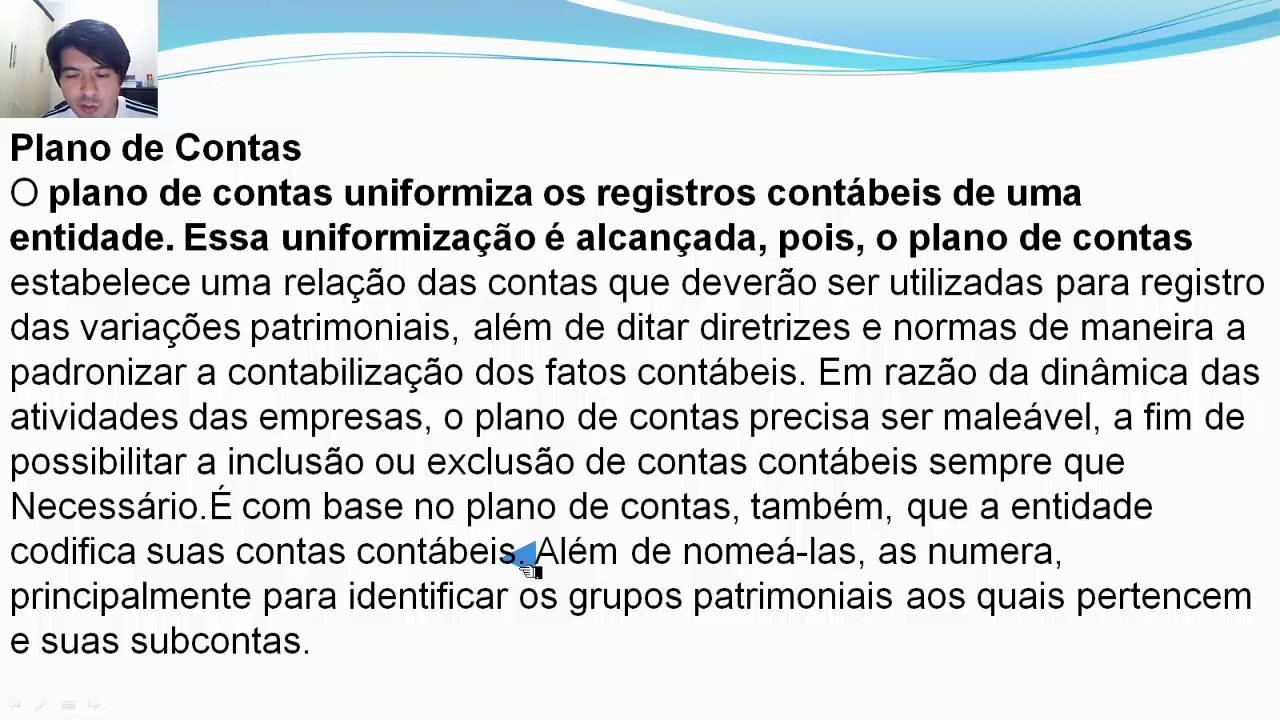 Plano de Contas
O plano de contas uniformiza os registros contábeis de uma
entidade. Essa uniformização é alcançada, pois, o plano de contas
estabelece uma relação das contas que deverão ser utilizadas para registro
das variações patrimoniais, além de ditar diretrizes e normas de maneira a
padronizar a contabilização dos fatos contábeis. Em razão da dinâmica das
atividades das empresas, o plano de contas precisa ser maleável, a fim de
possibilitar a inclusão ou exclusão de contas contábeis sempre que
Necessário.É com base no plano de contas, também, que a entidade
codifica suas contas contábeis. Além de nomeá-las, as numera,
principalmente para identificar os grupos patrimoniais aos quais pertencem
e suas subcontas.